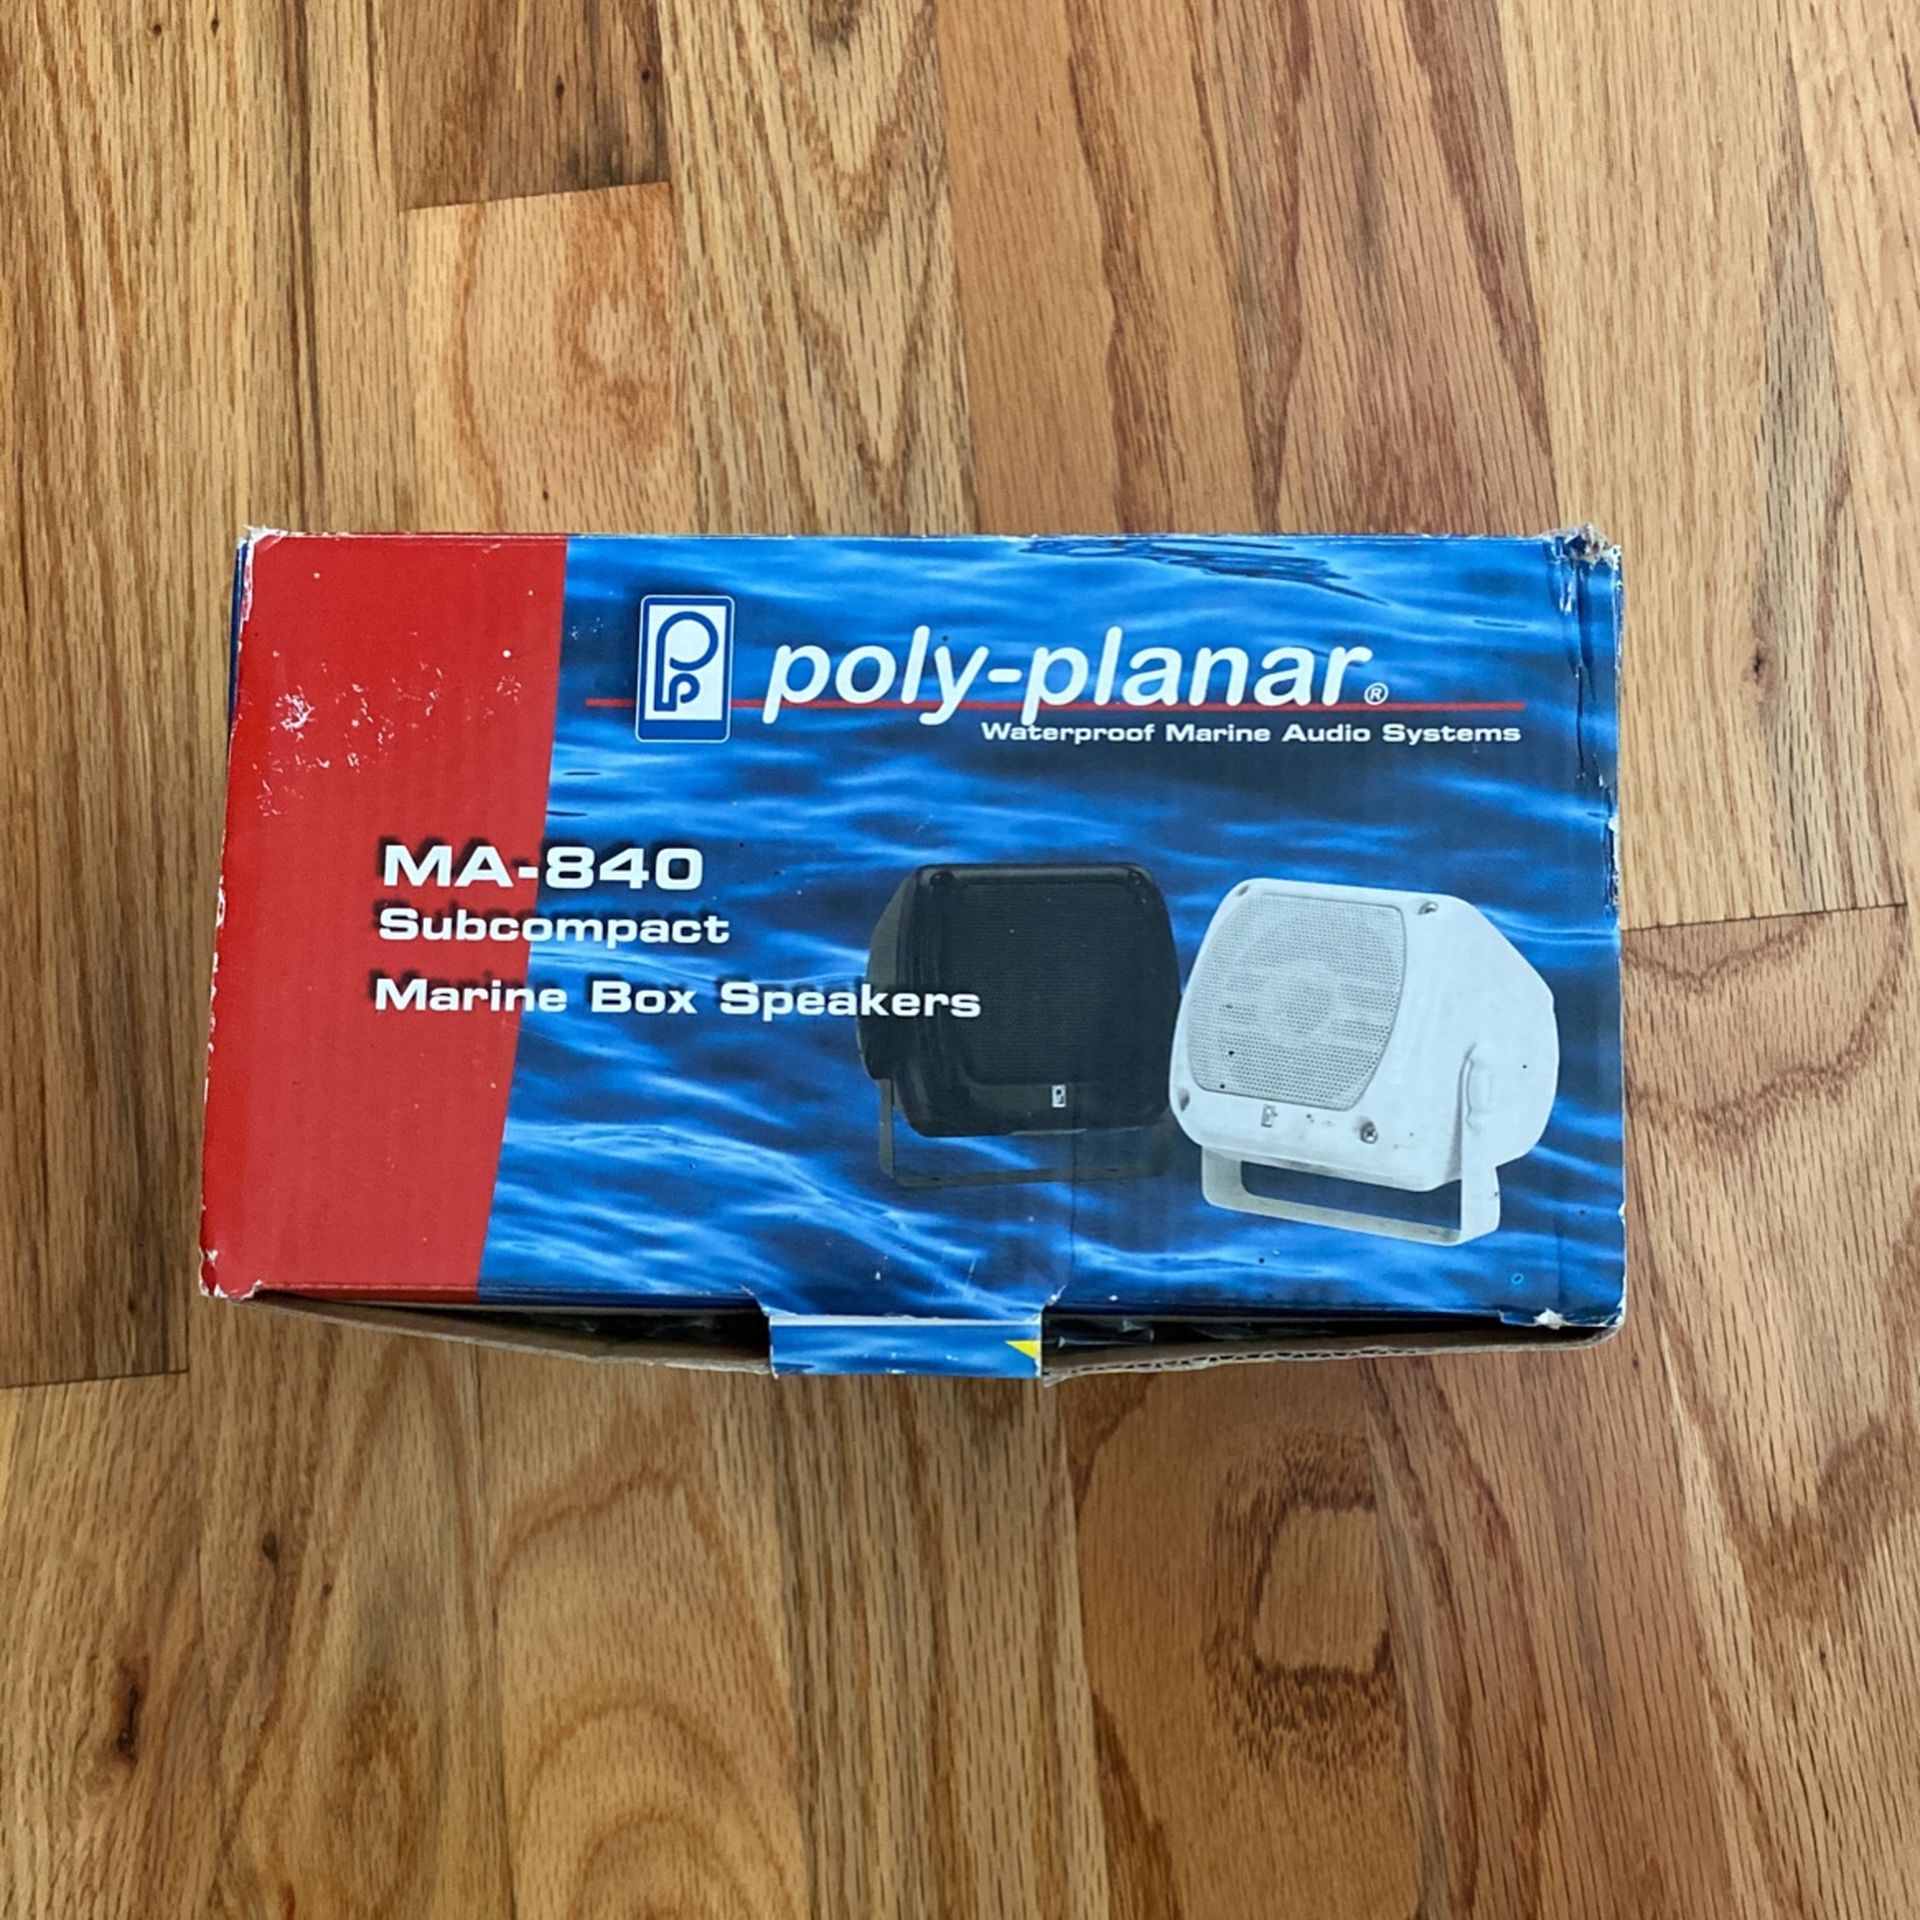 poly-planar®
Waterproof Marine Audio Systems
MA-840
Subcompact
Marine Box Speakers